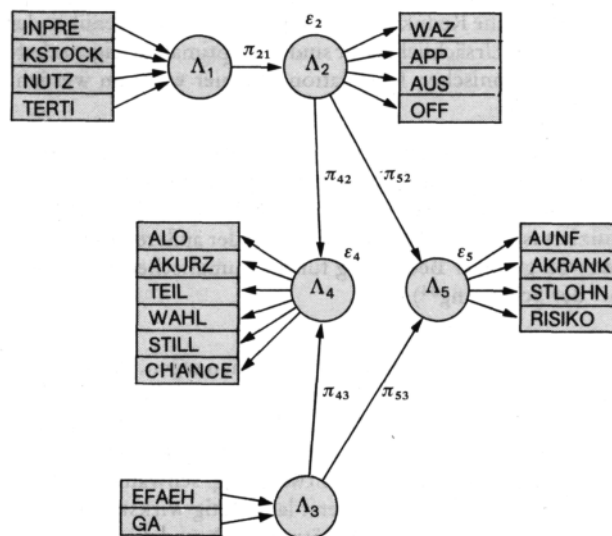 INPRE
KSTOCK
NUTZ
TERTI
Λ1
π21
ε2
Λ2
WAZ
APP
AUS
OFF
π42
π52
ALO
AKURZ
TEIL
WAHL
STILL
CHANCE
ε4
Λ4
ε5
Λ5
AUNF
AKRANK
STLOHN
RISIKO
π43
π53
EFAEH
GA
Λ3